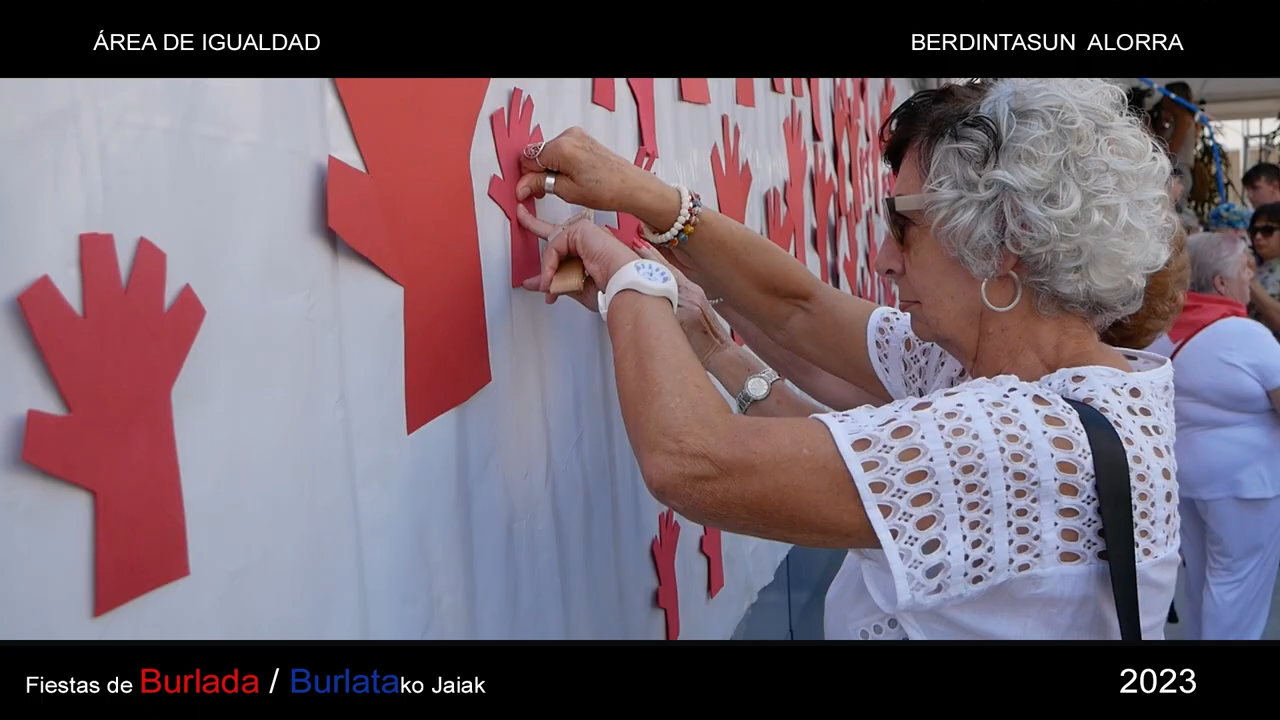 ÁREA DE IGUALDAD
BERDINTASUN ALORRA
Fiestas de Burlada / Burlatako Jaiak
2023